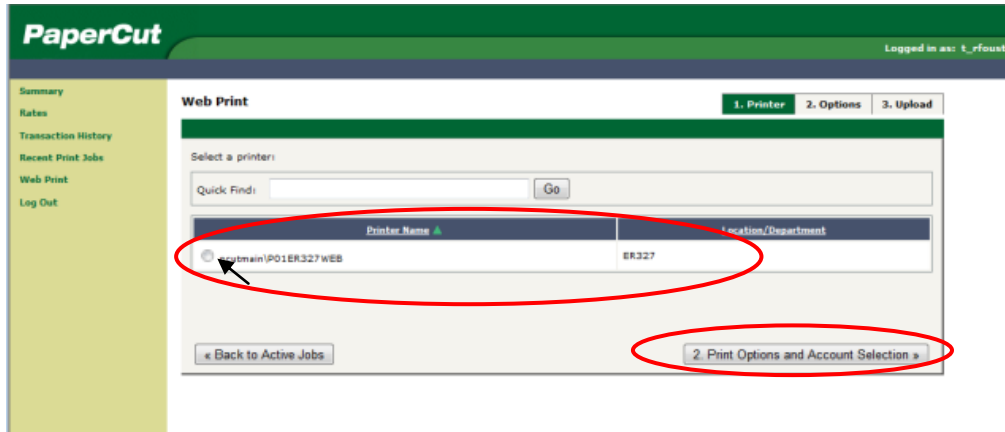 PaperCut
Logged in as: t_rfoust
Summary
Rates
Transaction History
Recent Print Jobs
Web Print
Log Out
Web Print
1. Printer 2. Options 3. Upload
Select a printer:
Quick Find: Go
Printer Name Location/Department
pcutmain\P01ER327WEB ER327
« Back to Active Jobs 2. Print Options and Account Selection »